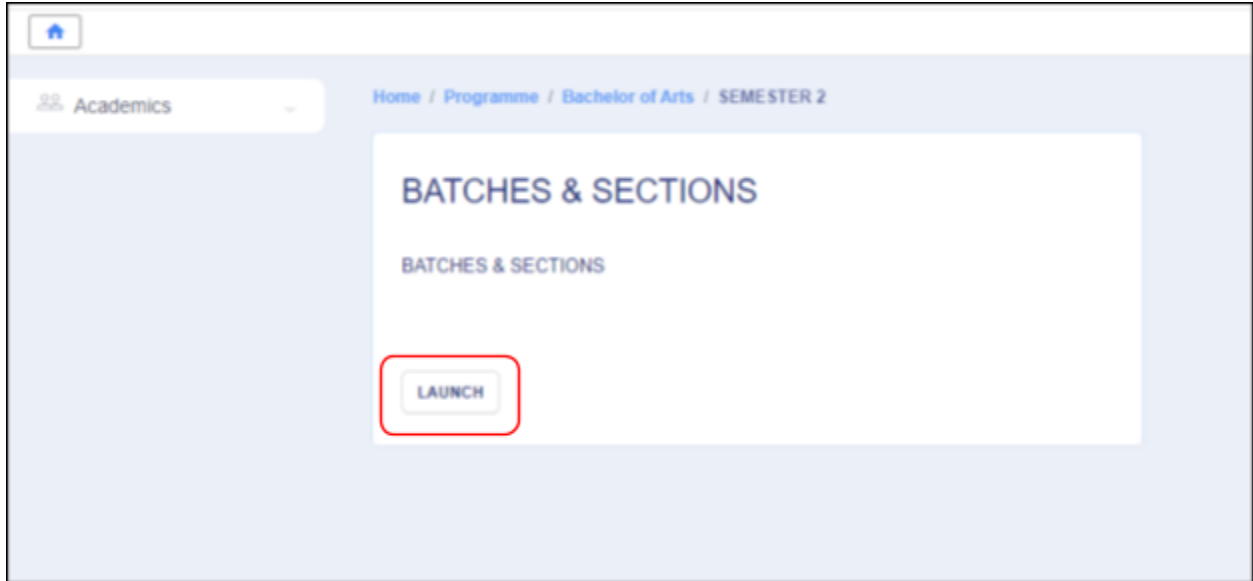 Academics
Home / Programme / Bachelor of Arts / SEMESTER 2
BATCHES & SECTIONS
BATCHES & SECTIONS
LAUNCH